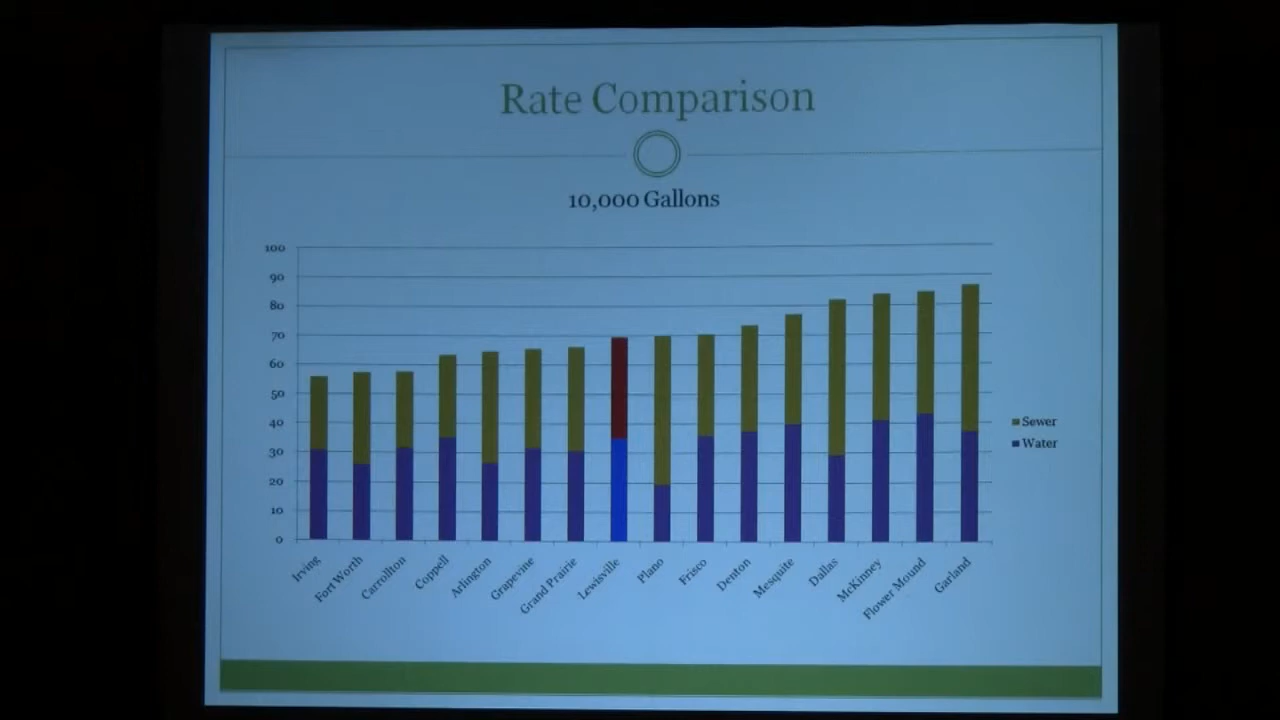 Rate Comparison
10,000 Gallons
100
90
80
70
60
50
40
30
20
10
0
Irving
Fort Worth
Carrollton
Coppell
Arlington
Grapevine
Grand Prairie
Lewisville
Plano
Frisco
Denton
Mesquite
Dallas
McKinney
Flower Mound
Garland
Sewer
Water